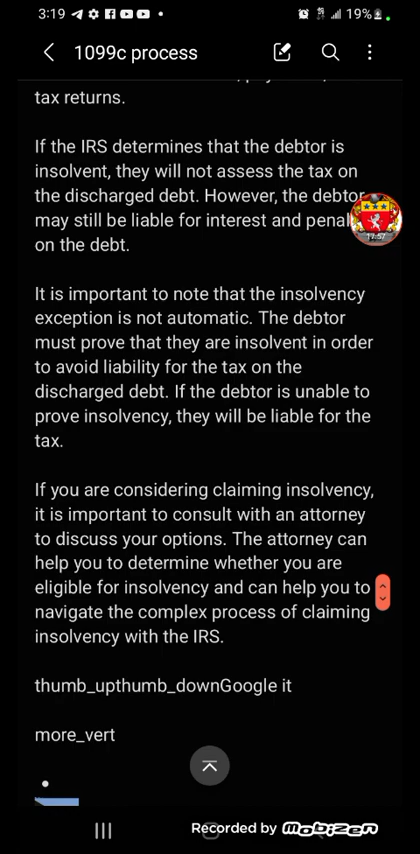 3:19
19%
1099c process
tax returns.
If the IRS determines that the debtor is
insolvent, they will not assess the tax on
the discharged debt. However, the debtor
may still be liable for interest and
on the debt.
It is important to note that the insolvency
exception is not automatic. The debtor
must prove that they are insolvent in order
to avoid liability for the tax on the
discharged debt. If the debtor is unable to
prove insolvency, they will be liable for the
tax.
If you are considering claiming insolvency,
it is important to consult with an attorney
to discuss your options. The attorney can
help you to determine whether you are
eligible for insolvency and can help you to
navigate the complex process of claiming
insolvency with the IRS.
thumb_upthumb_downGoogle it
more_vert
Recorded by Mobizen